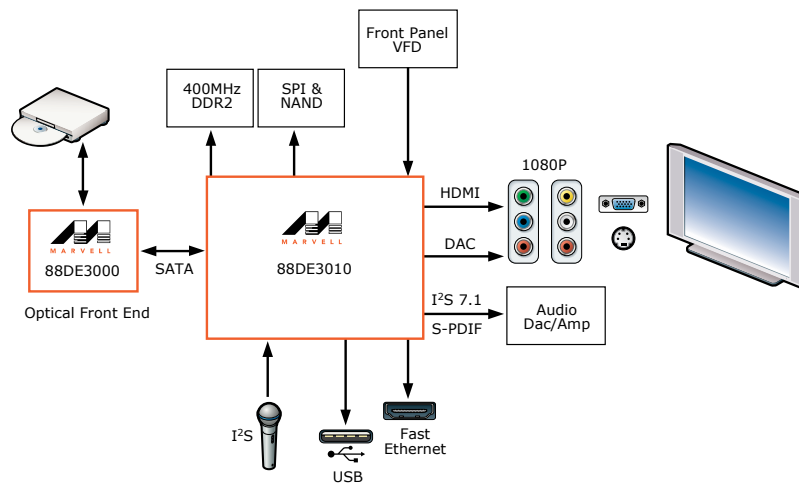 Front Panel
VFD
400MHz
DDR2
SPI &
NAND
1080P
HDMI
MARVELL
88DE3000
SATA
MARVELL
88DE3010
DAC
Optical Front End
I²S 7.1
S-PDIF
Audio
Dac/Amp
I²S
USB
Fast
Ethernet